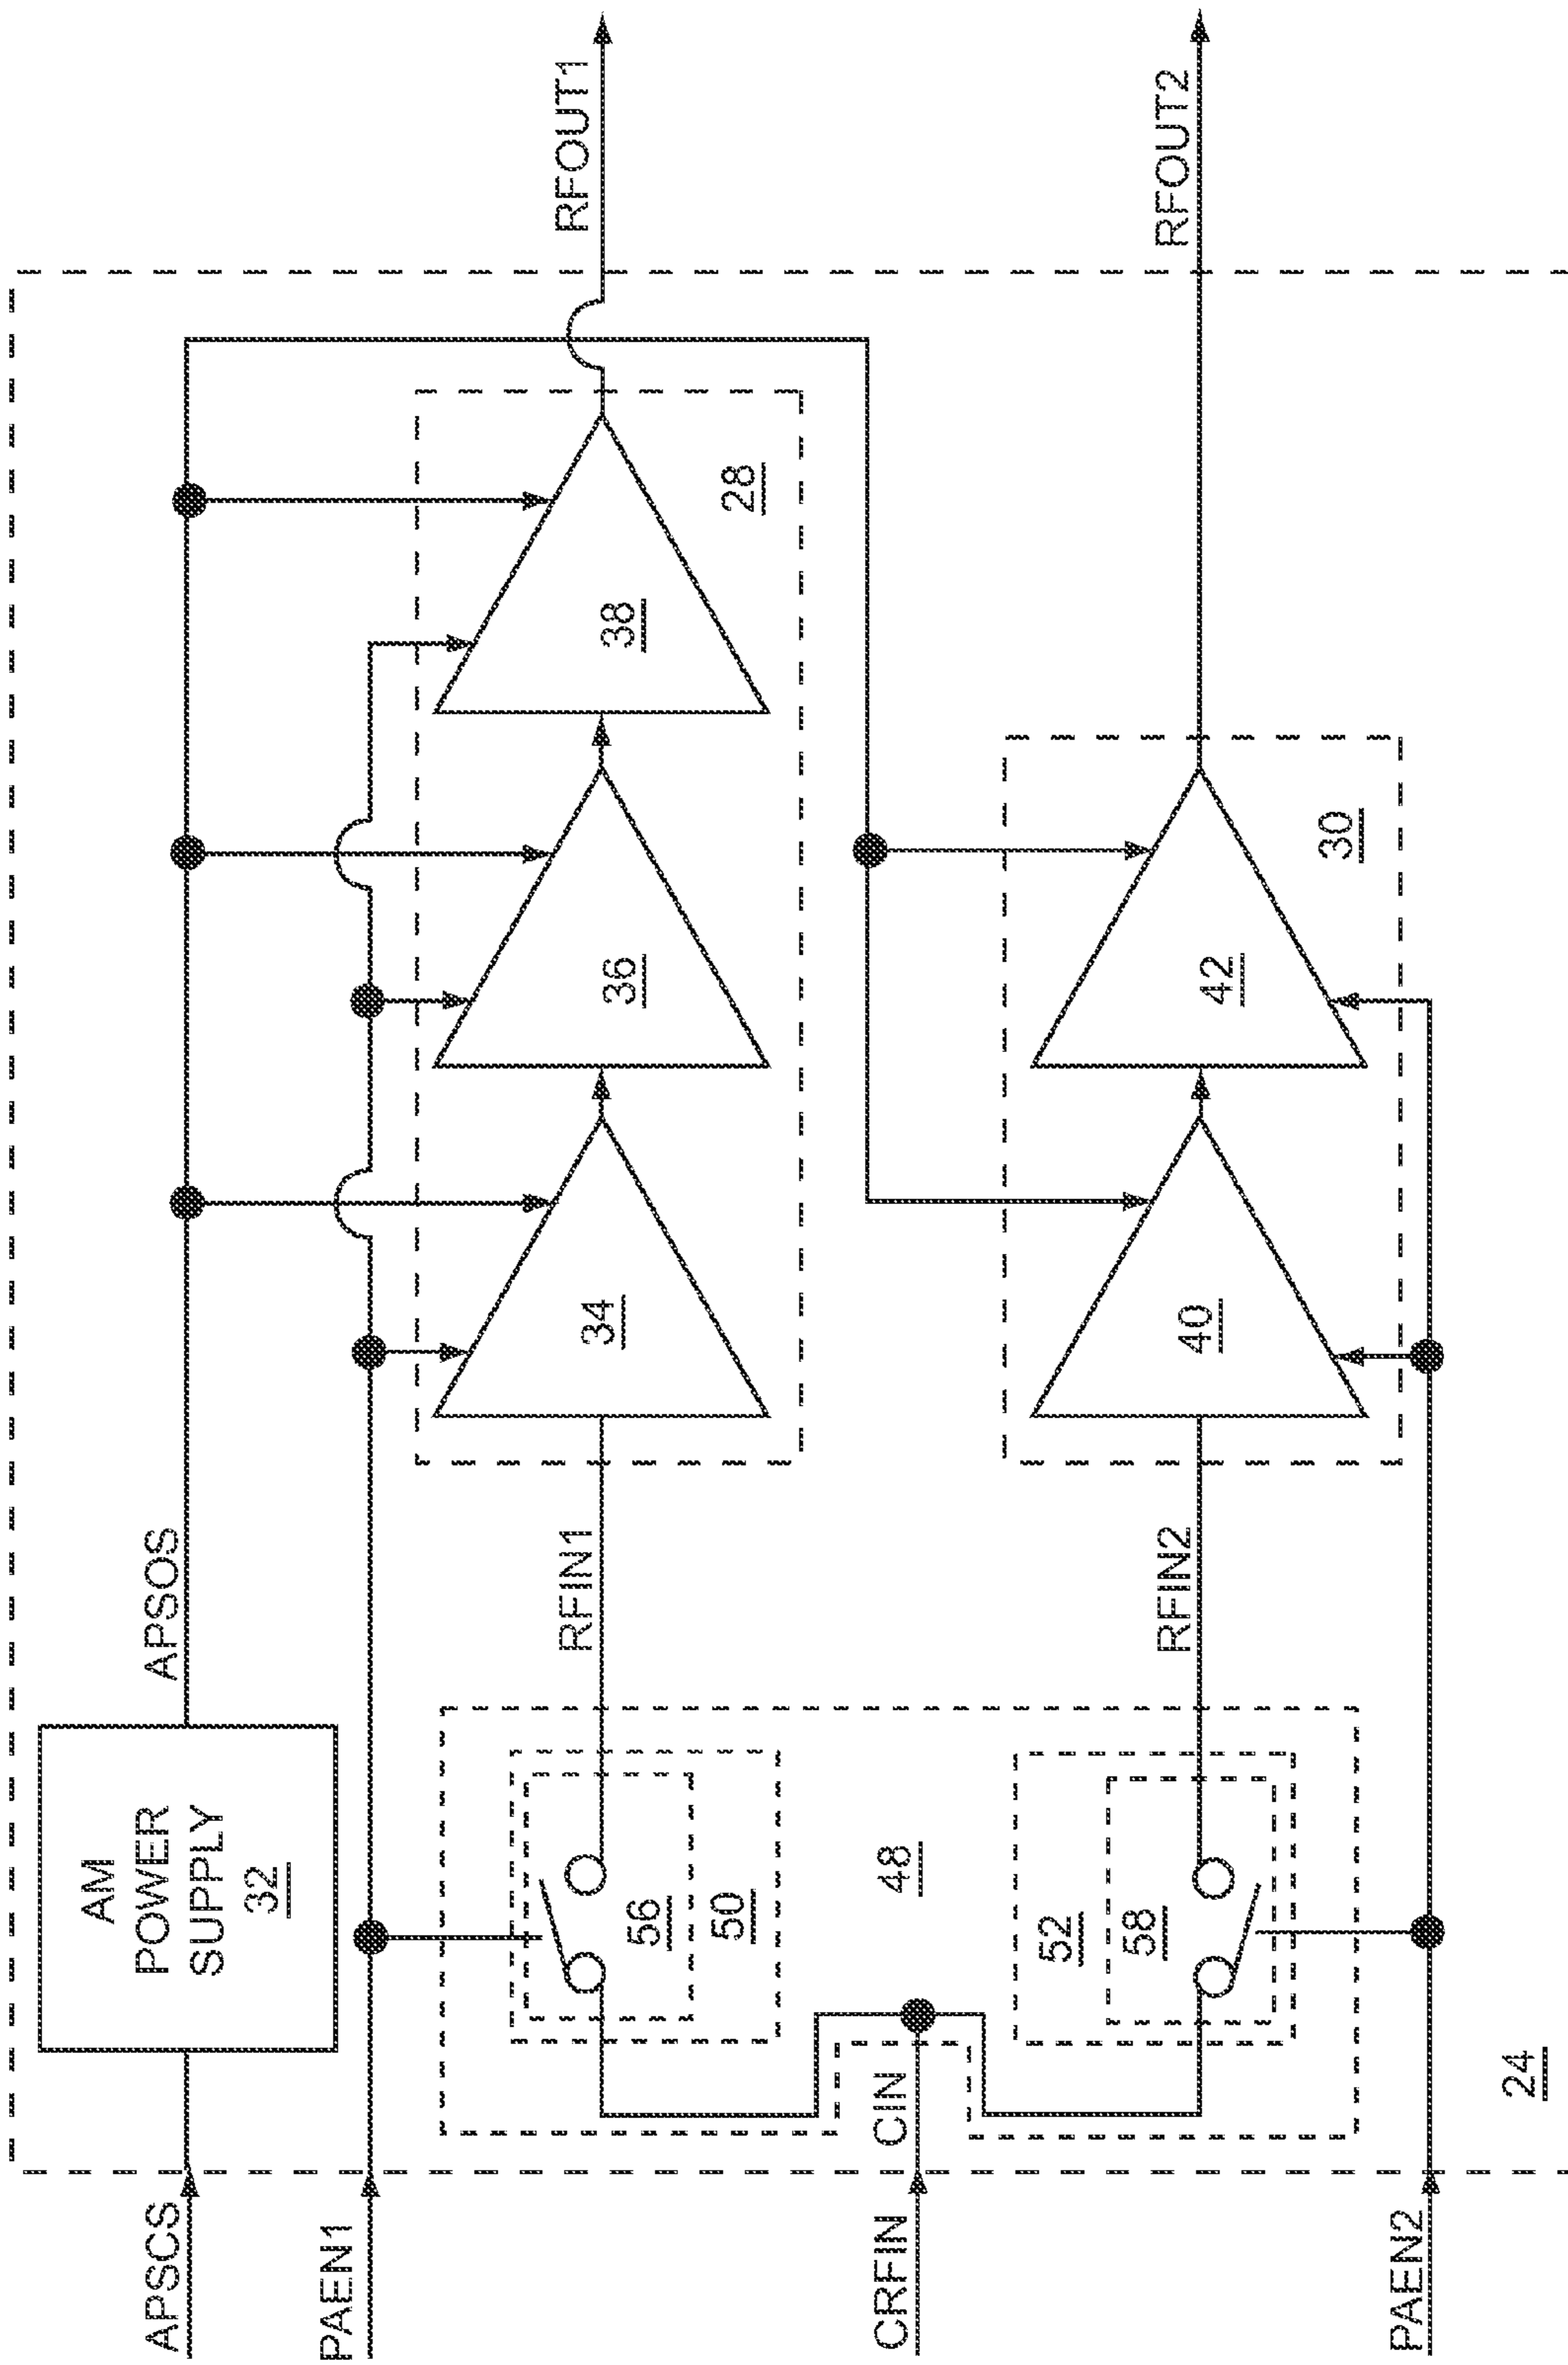 APSCS
AM
POWER
SUPPLY
32
APSOS
PAEN1
RFIN1
34
36
38
28
RFOUT1
56
50
48
CRFIN
CIN
52
58
RFIN2
40
42
30
RFOUT2
PAEN2
24